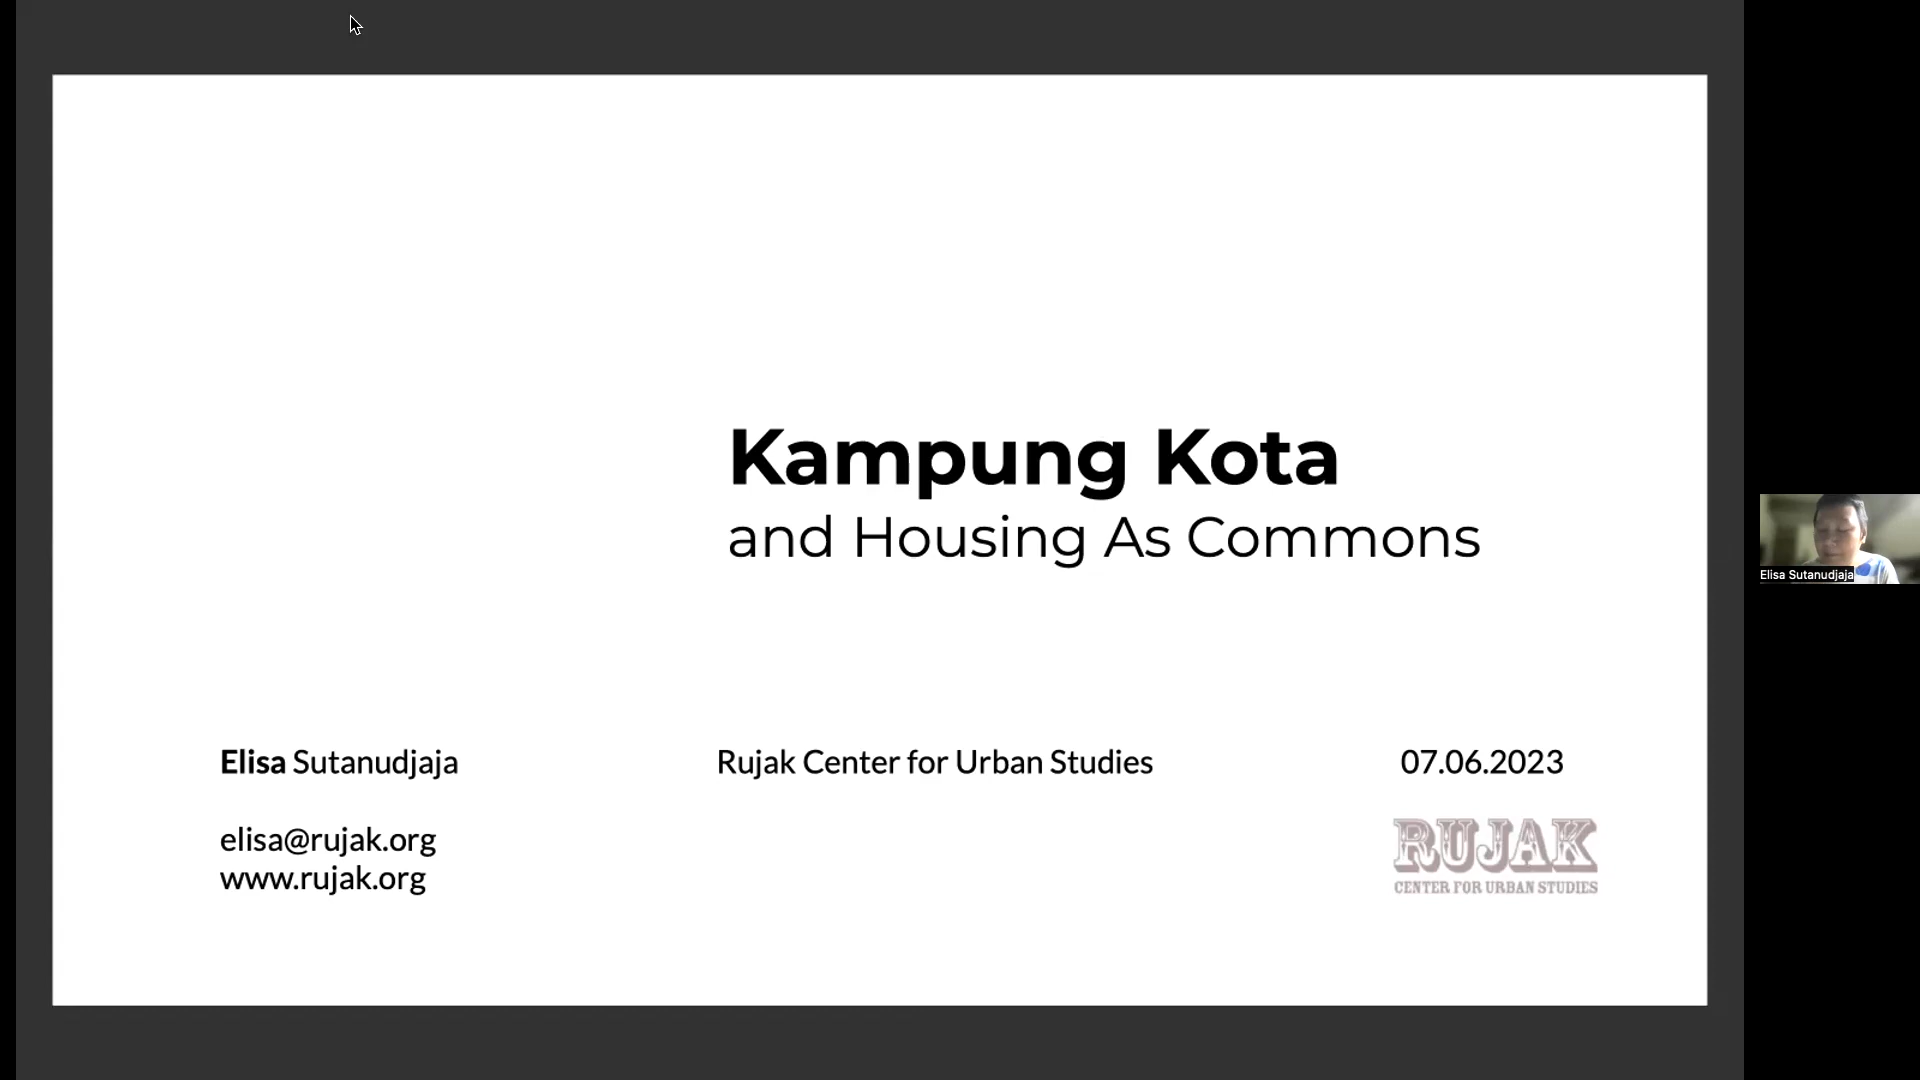 Kampung Kota
and Housing As Commons
Elisa Sutanudjaja
Rujak Center for Urban Studies
07.06.2023
elisa@rujak.org
www.rujak.org
RUJAK
CENTER FOR URBAN STUDIES
Elisa Sutanudjaja